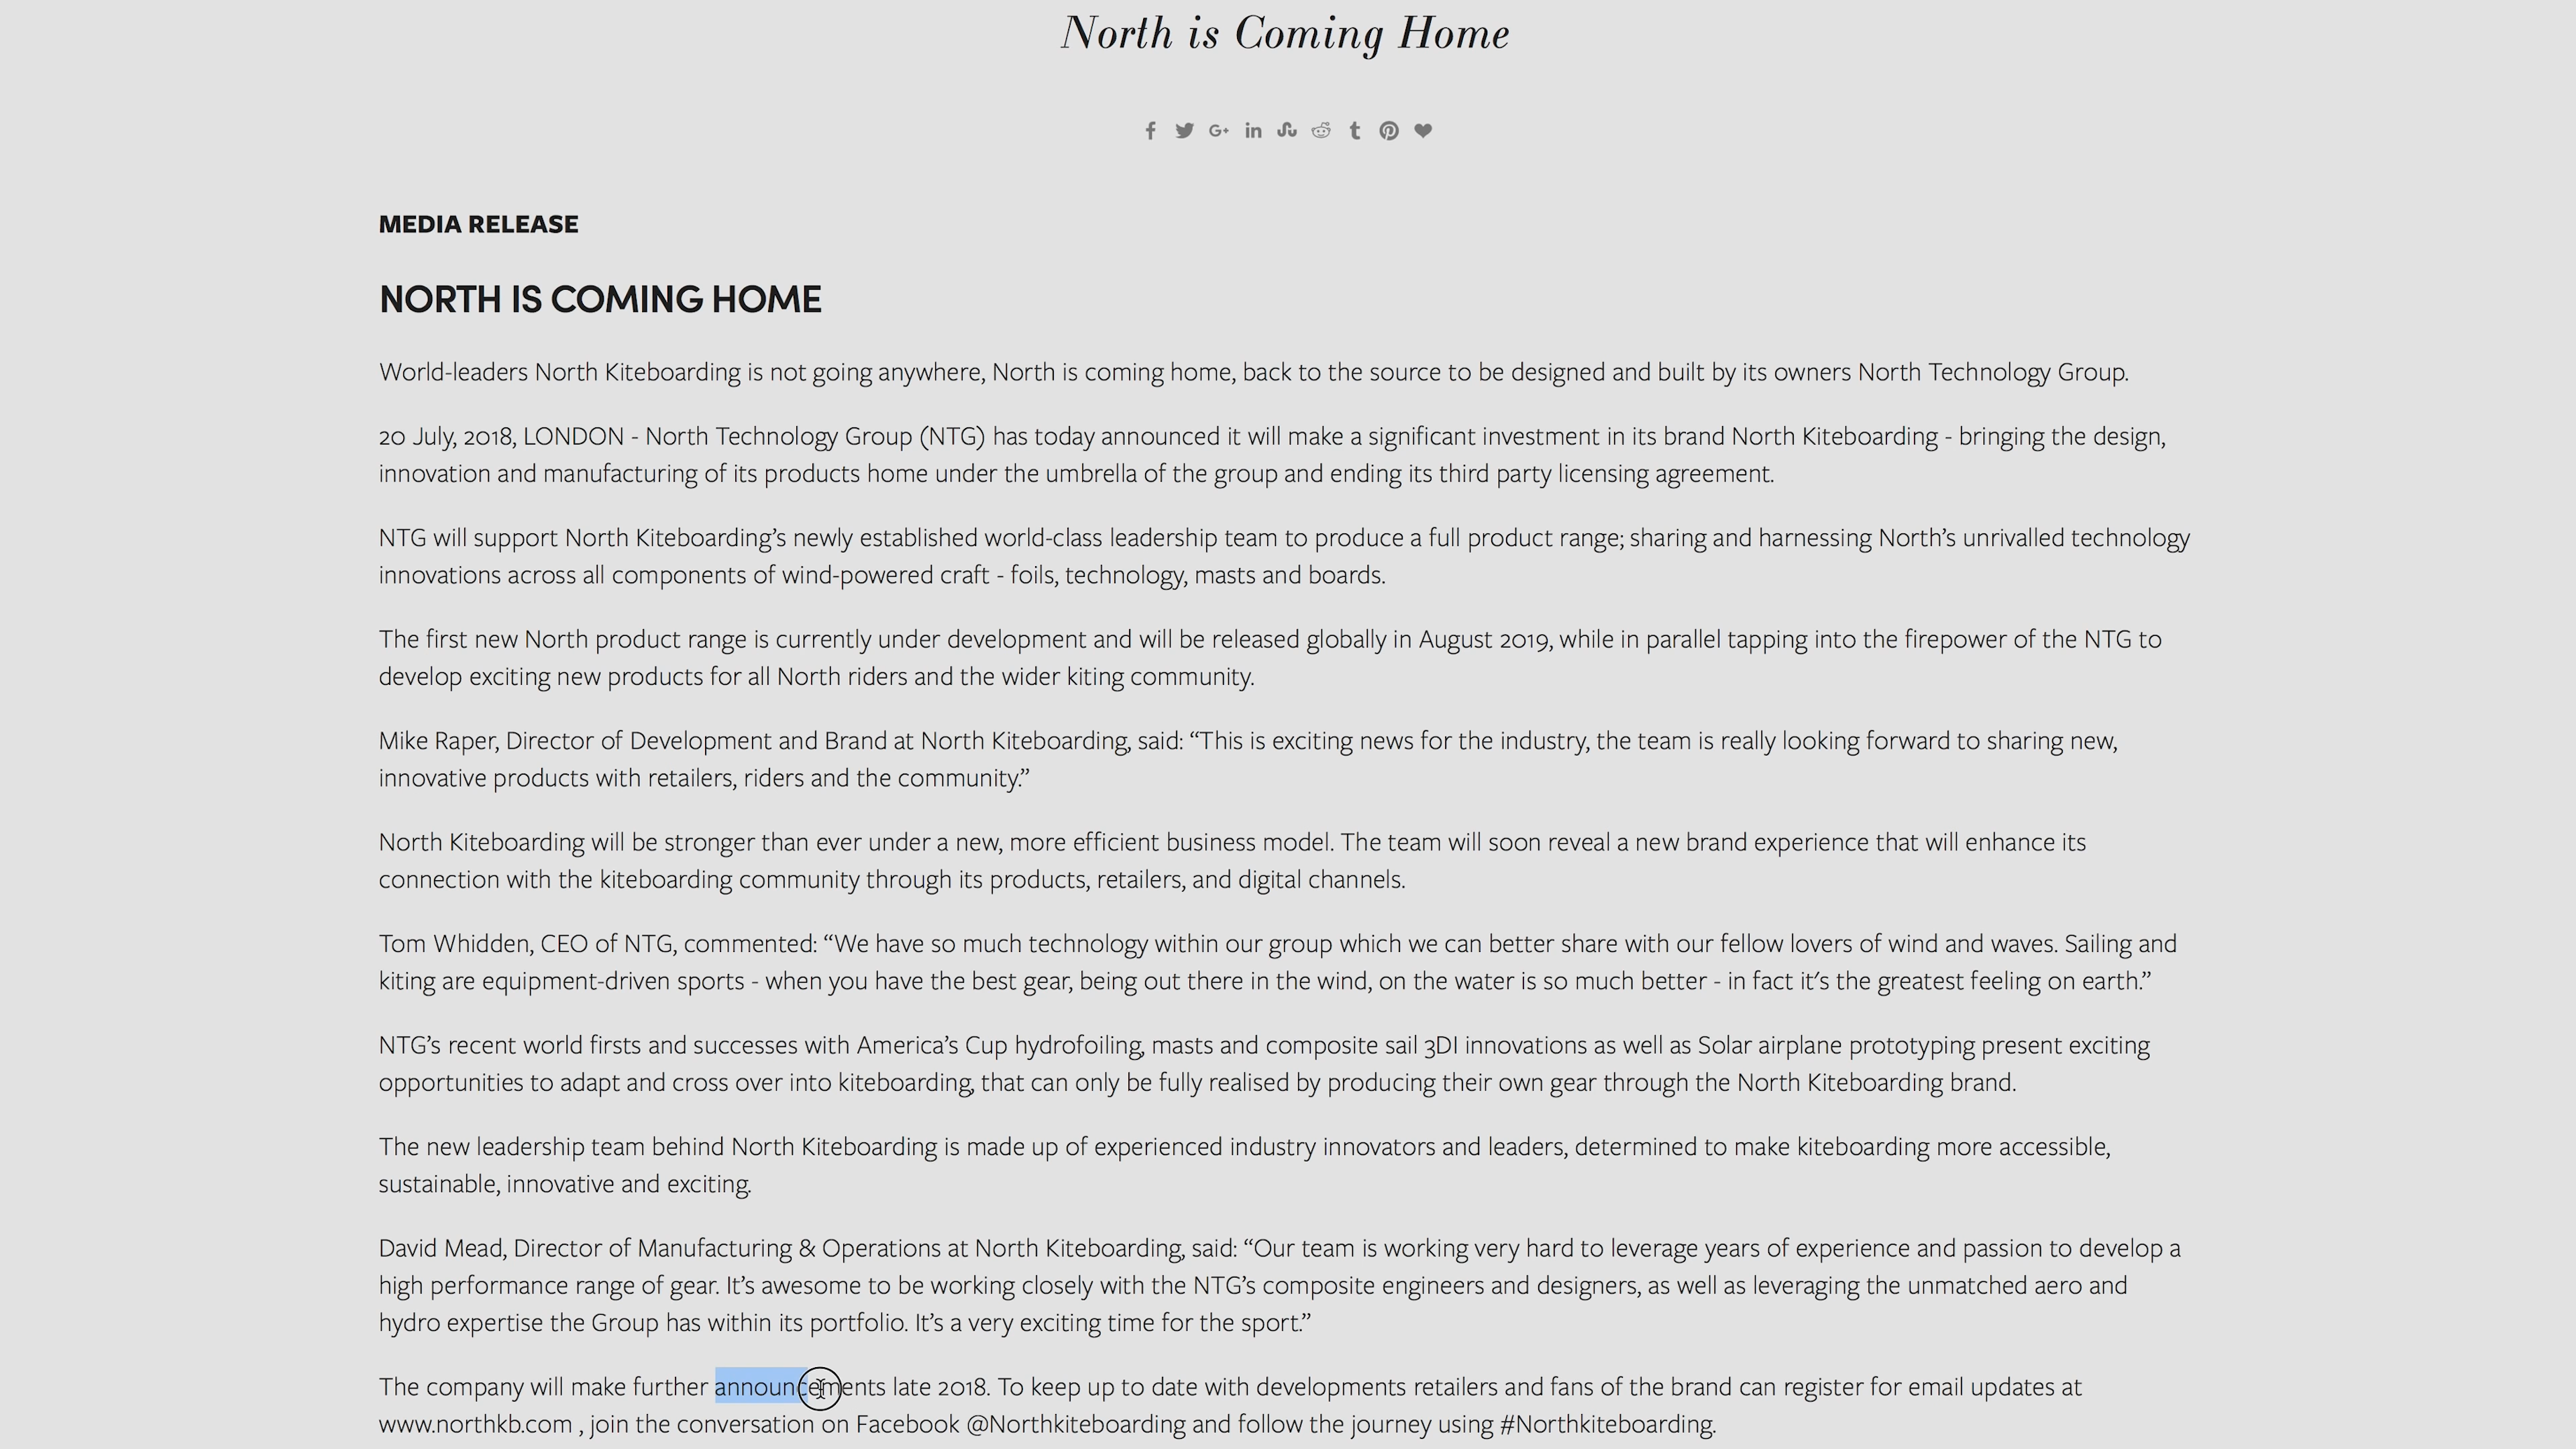 North is Coming Home
MEDIA RELEASE
NORTH IS COMING HOME
World-leaders North Kiteboarding is not going anywhere, North is coming home, back to the source to be designed and built by its owners North Technology Group.
20 July, 2018, LONDON - North Technology Group (NTG) has today announced it will make a significant investment in its brand North Kiteboarding - bringing the design,
innovation and manufacturing of its products home under the umbrella of the group and ending its third party licensing agreement.
NTG will support North Kiteboarding’s newly established world-class leadership team to produce a full product range; sharing and harnessing North’s unrivalled technology
innovations across all components of wind-powered craft - foils, technology, masts and boards.
The first new North product range is currently under development and will be released globally in August 2019, while in parallel tapping into the firepower of the NTG to
develop exciting new products for all North riders and the wider kiting community.
Mike Raper, Director of Development and Brand at North Kiteboarding, said: “This is exciting news for the industry, the team is really looking forward to sharing new,
innovative products with retailers, riders and the community.”
North Kiteboarding will be stronger than ever under a new, more efficient business model. The team will soon reveal a new brand experience that will enhance its
connection with the kiteboarding community through its products, retailers, and digital channels.
Tom Whidden, CEO of NTG, commented: “We have so much technology within our group which we can better share with our fellow lovers of wind and waves. Sailing and
kiting are equipment-driven sports - when you have the best gear, being out there in the wind, on the water is so much better - in fact it's the greatest feeling on earth.”
NTG’s recent world firsts and successes with America’s Cup hydrofoiling, masts and composite sail 3DI innovations as well as Solar airplane prototyping present exciting
opportunities to adapt and cross over into kiteboarding, that can only be fully realised by producing their own gear through the North Kiteboarding brand.
The new leadership team behind North Kiteboarding is made up of experienced industry innovators and leaders, determined to make kiteboarding more accessible,
sustainable, innovative and exciting.
David Mead, Director of Manufacturing & Operations at North Kiteboarding, said: “Our team is working very hard to leverage years of experience and passion to develop a
high performance range of gear. It’s awesome to be working closely with the NTG’s composite engineers and designers, as well as leveraging the unmatched aero and
hydro expertise the Group has within its portfolio. It’s a very exciting time for the sport.”
The company will make further announcements late 2018. To keep up to date with developments retailers and fans of the brand can register for email updates at
www.northkb.com , join the conversation on Facebook @Northkiteboarding and follow the journey using #Northkiteboarding.